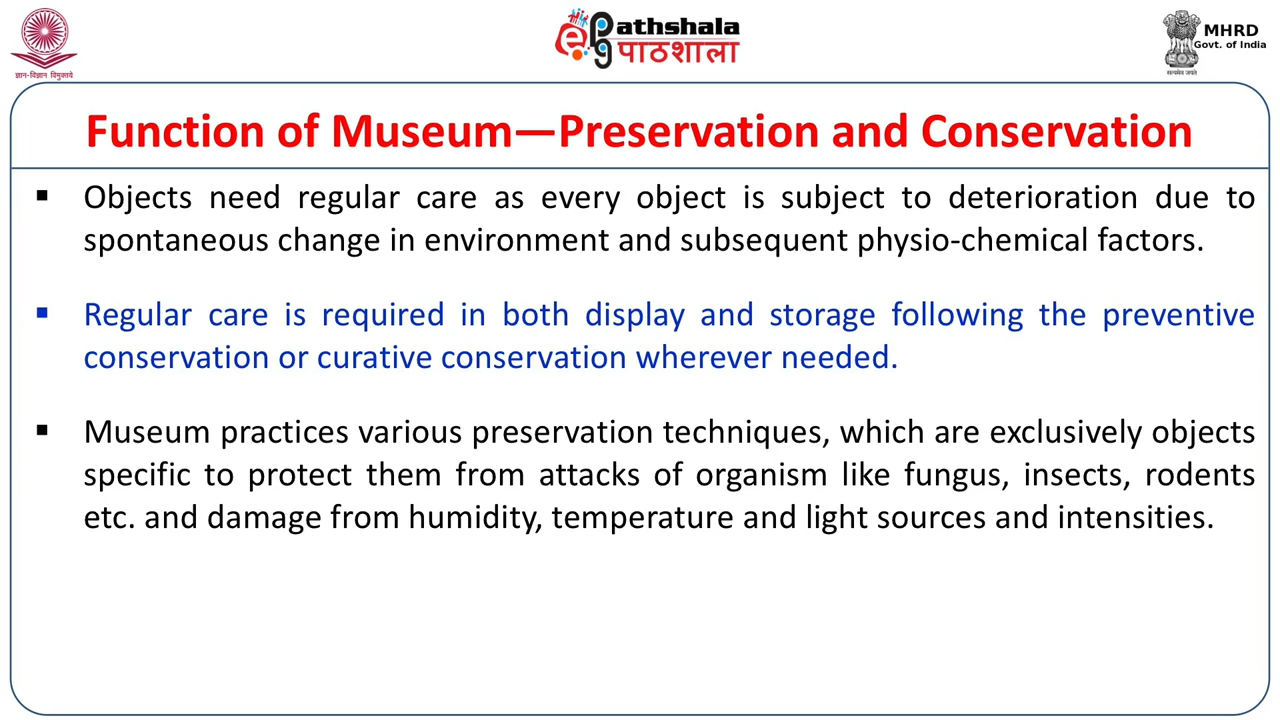 ज्ञान-विज्ञान विमुक्तये
ePathshala
पाठशाला
MHRD
Govt. of India
सत्यमेव जयते
Function of Museum—Preservation and Conservation
▪ Objects need regular care as every object is subject to deterioration due to
spontaneous change in environment and subsequent physio-chemical factors.
▪ Regular care is required in both display and storage following the preventive
conservation or curative conservation wherever needed.
▪ Museum practices various preservation techniques, which are exclusively objects
specific to protect them from attacks of organism like fungus, insects, rodents
etc. and damage from humidity, temperature and light sources and intensities.